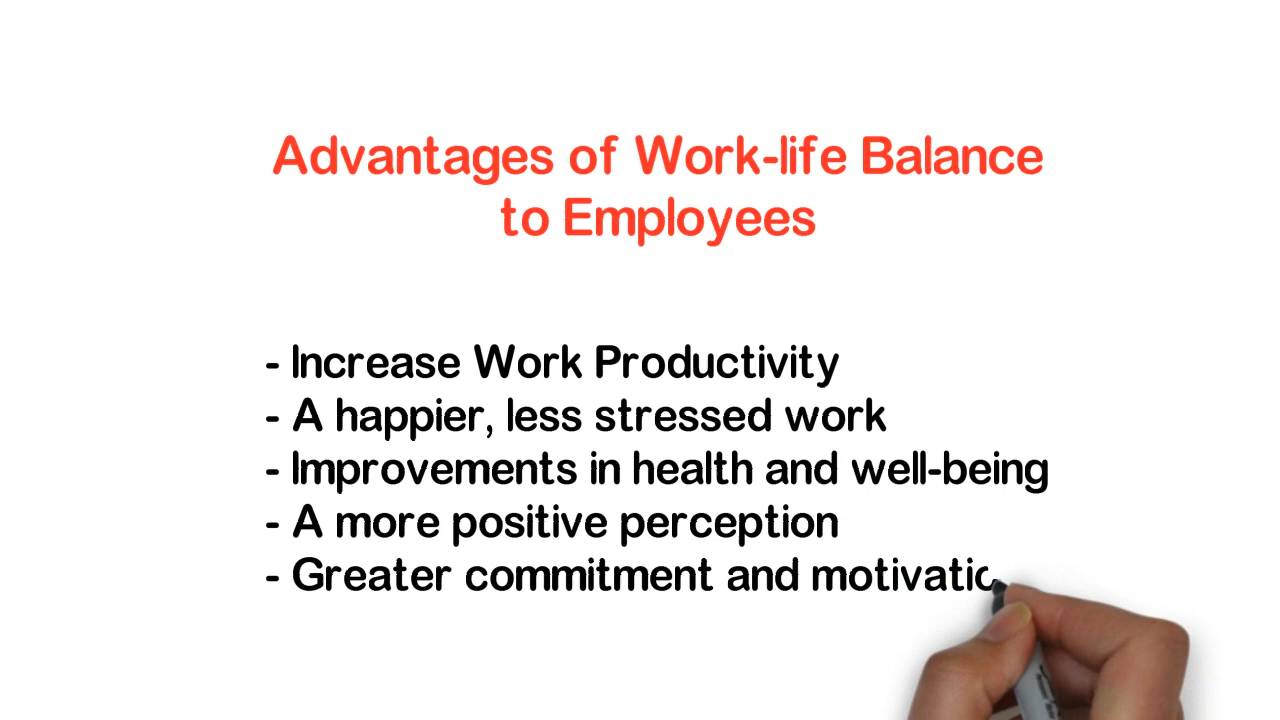 Advantages of Work-life Balance
to Employees
- Increase Work Productivity
- A happier, less stressed work
- Improvements in health and well-being
- A more positive perception
- Greater commitment and motivatio